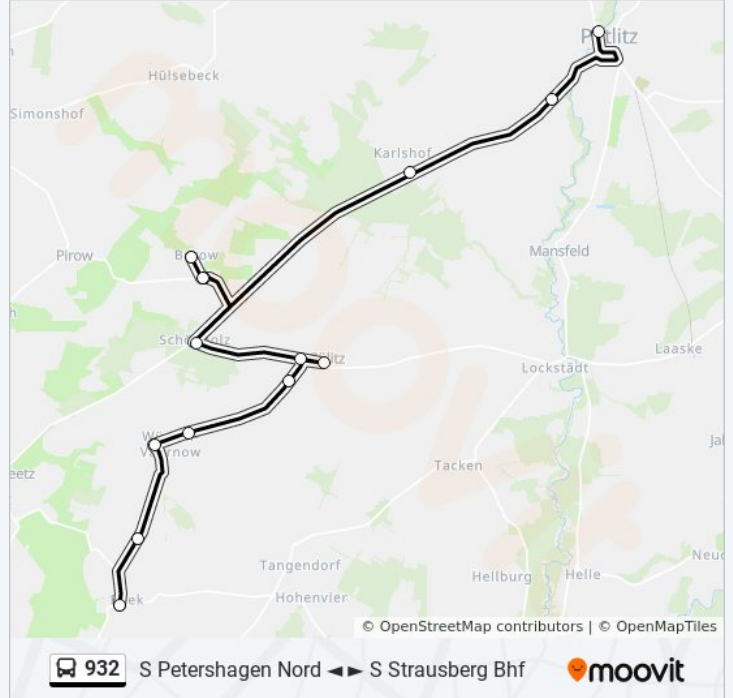 Hülsebeck
Simonshof
Karlshof
Pirow
Mansfeld
Laaske
Lockstädt
Tacken
Tangendorf
Hellburg
Helle
Hohenvier
© OpenStreetMap contributors | © OpenMapTiles
932 S Petershagen Nord ◄ ► S Strausberg Bhf
moovit